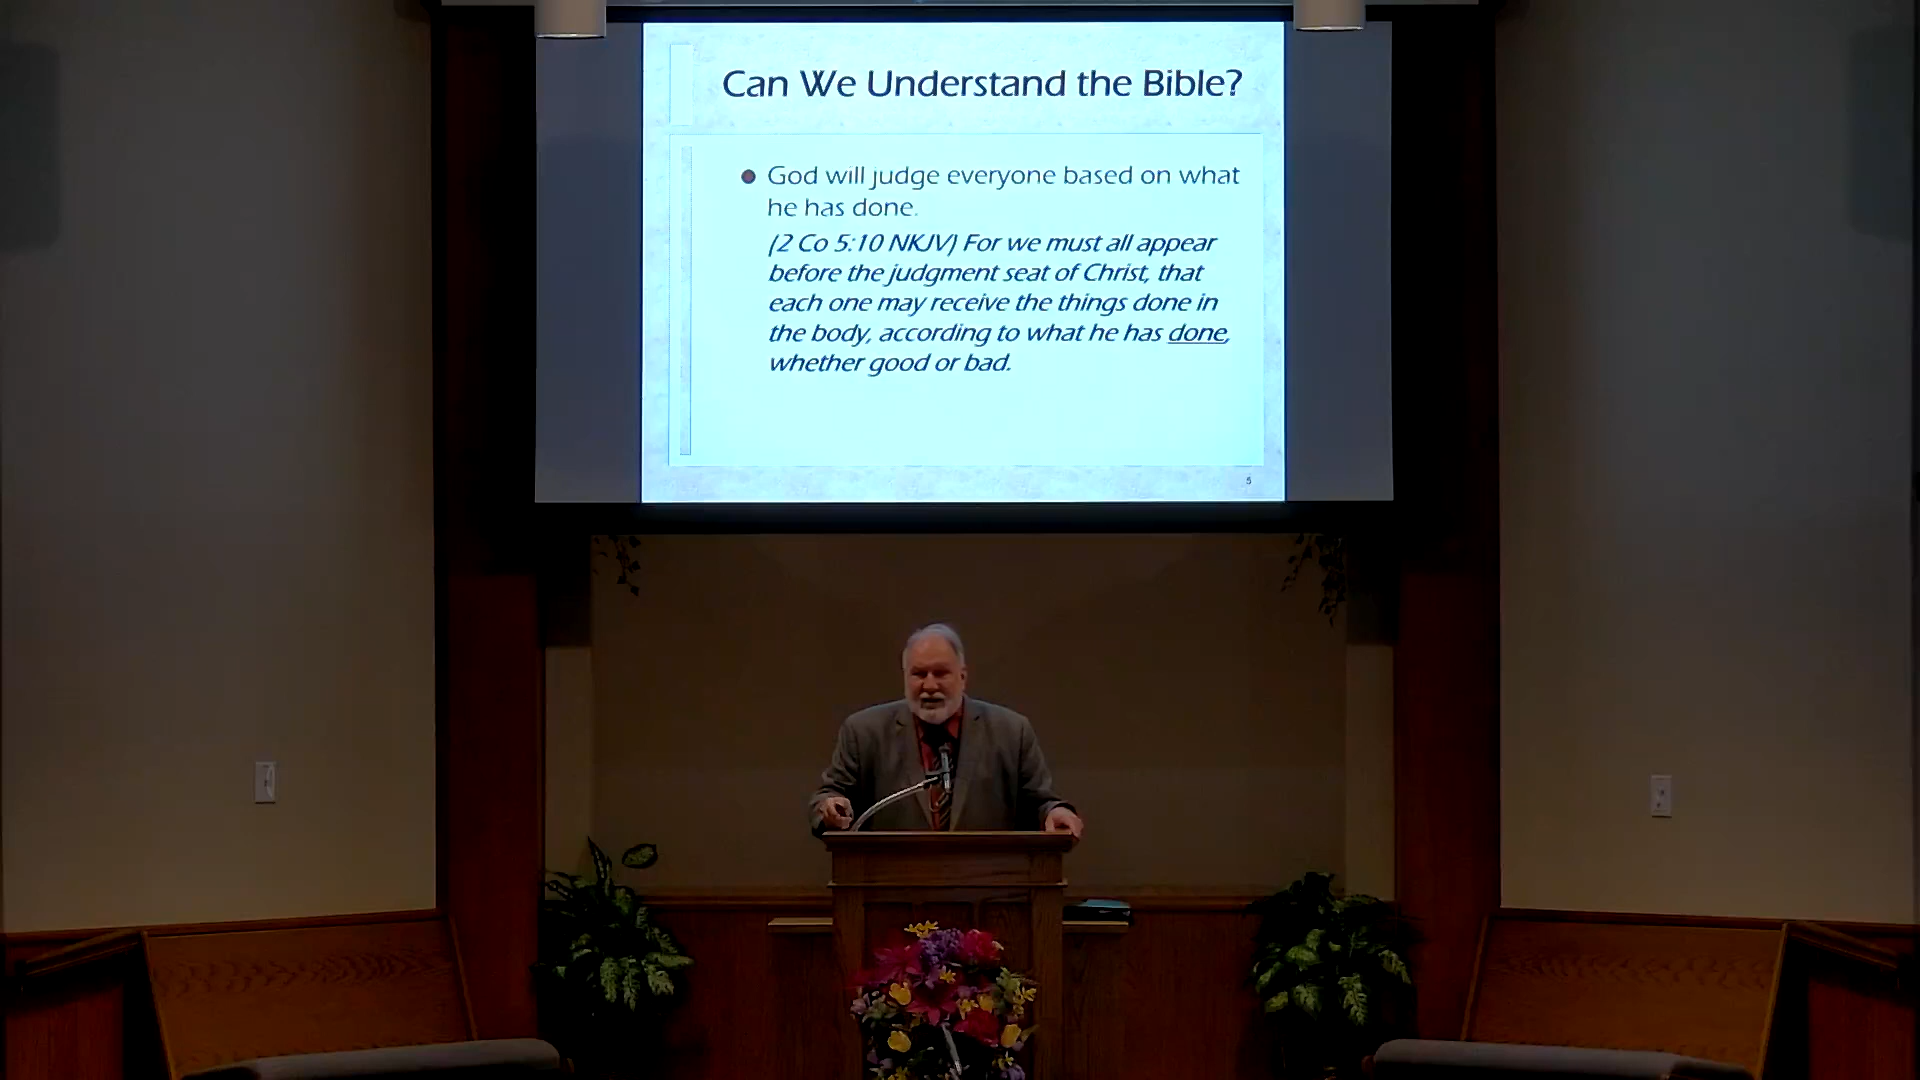 Can We Understand the Bible?
God will judge everyone based on what
he has done.
(2 Co 5:10 NKJV) For we must all appear
before the judgment seat of Christ, that
each one may receive the things done in
the body, according to what he has done,
whether good or bad.
5